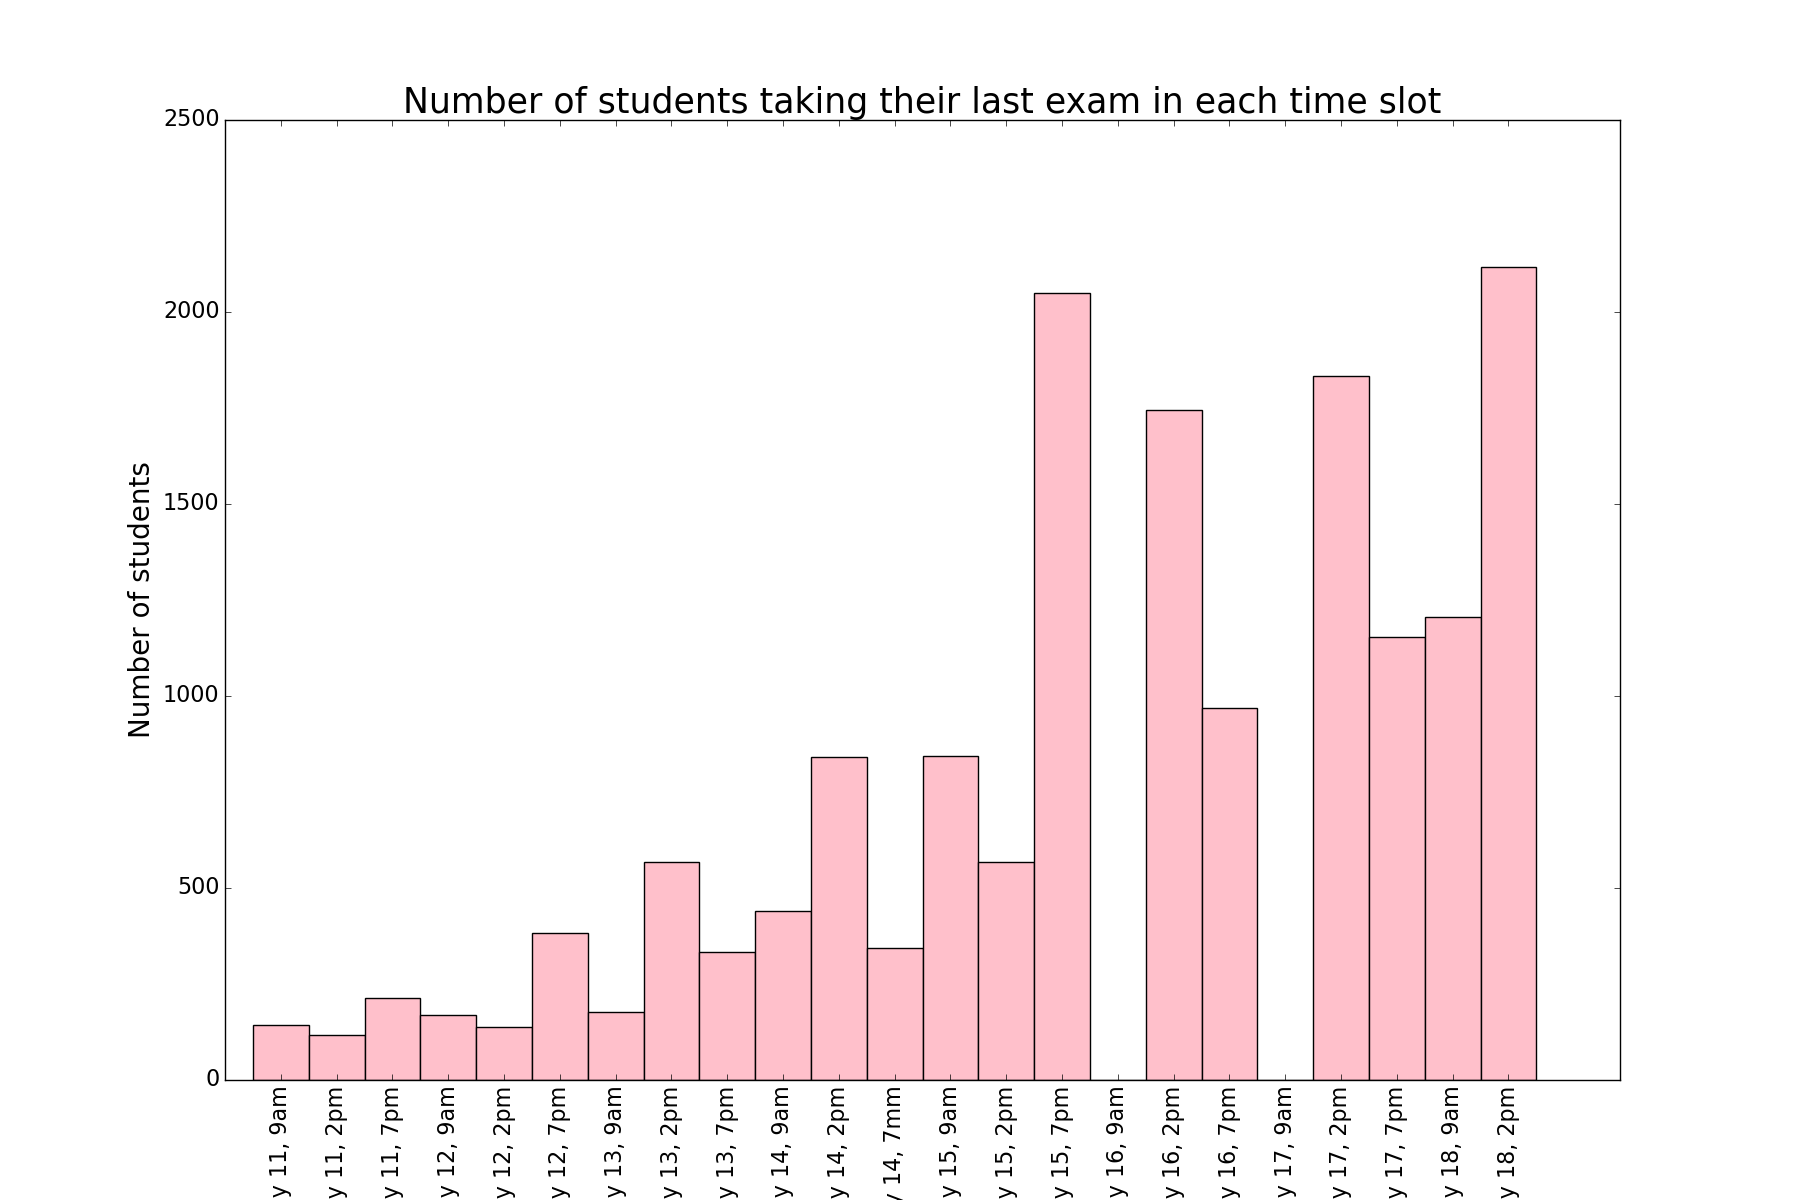 Number of students taking their last exam in each time slot
2500
2000
1500
1000
500
0
Number of students
y 11, 9am
y 11, 2pm
y 11, 7pm
y 12, 9am
y 12, 2pm
y 12, 7pm
y 13, 9am
y 13, 2pm
y 13, 7pm
y 14, 9am
y 14, 2pm
y 14, 7mm
y 15, 9am
y 15, 2pm
y 15, 7pm
y 16, 9am
y 16, 2pm
y 16, 7pm
y 17, 9am
y 17, 2pm
y 17, 7pm
y 18, 9am
y 18, 2pm